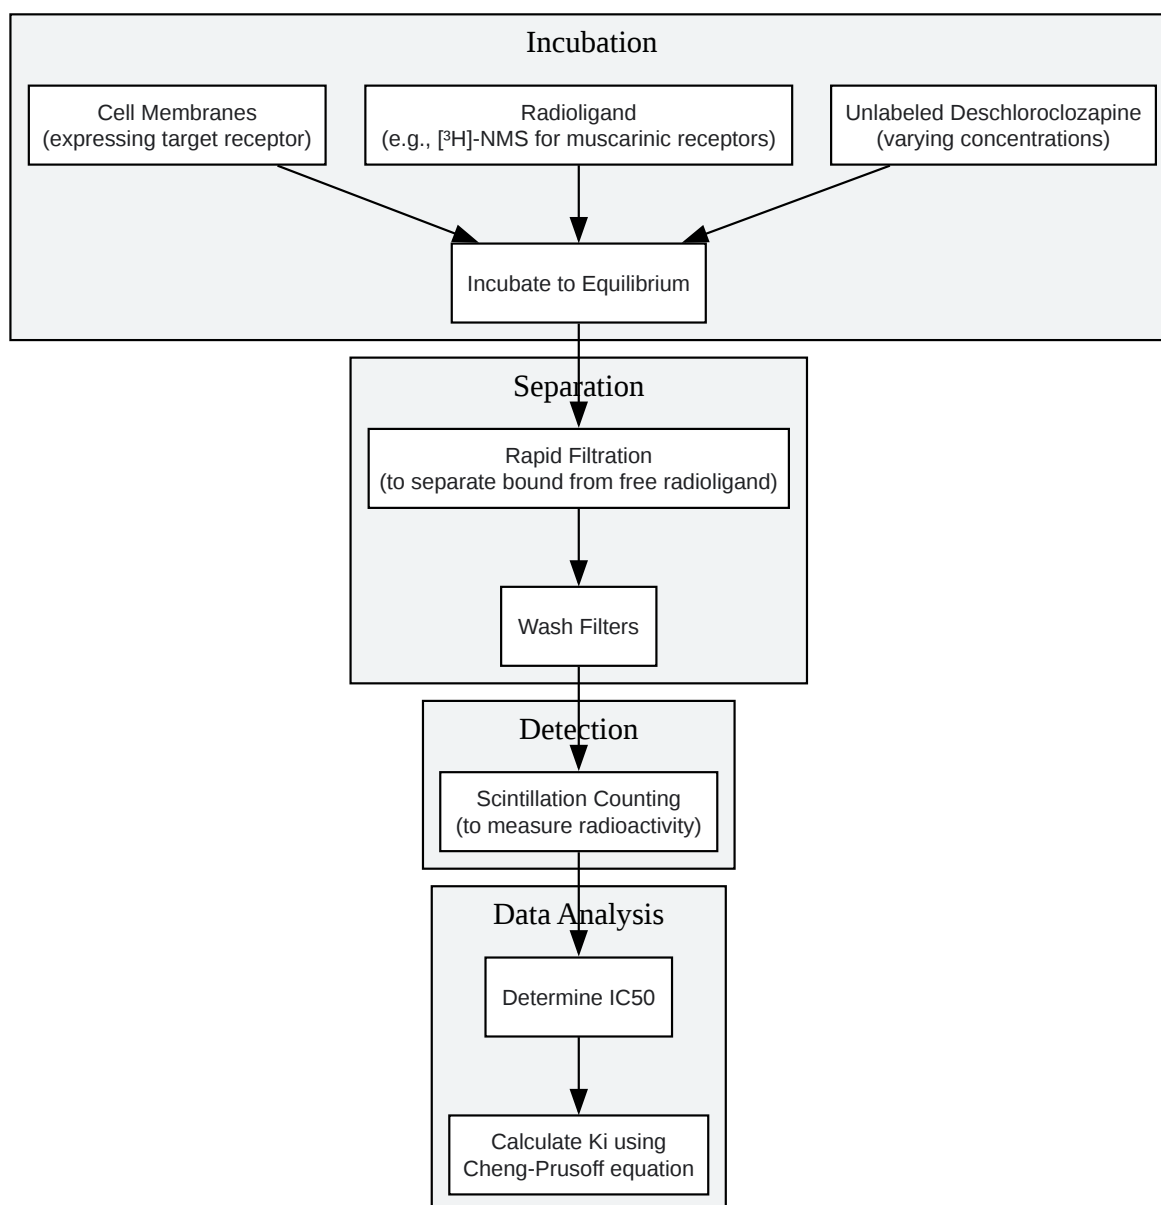 Incubation
Cell Membranes
(expressing target receptor)
Radioligand
(e.g., [³H]-NMS for muscarinic receptors)
Unlabeled Deschloroclozapine
(varying concentrations)
Incubate to Equilibrium
Separation
Rapid Filtration
(to separate bound from free radioligand)
Wash Filters
Detection
Scintillation Counting
(to measure radioactivity)
Data Analysis
Determine IC50
Calculate Ki using
Cheng-Prusoff equation